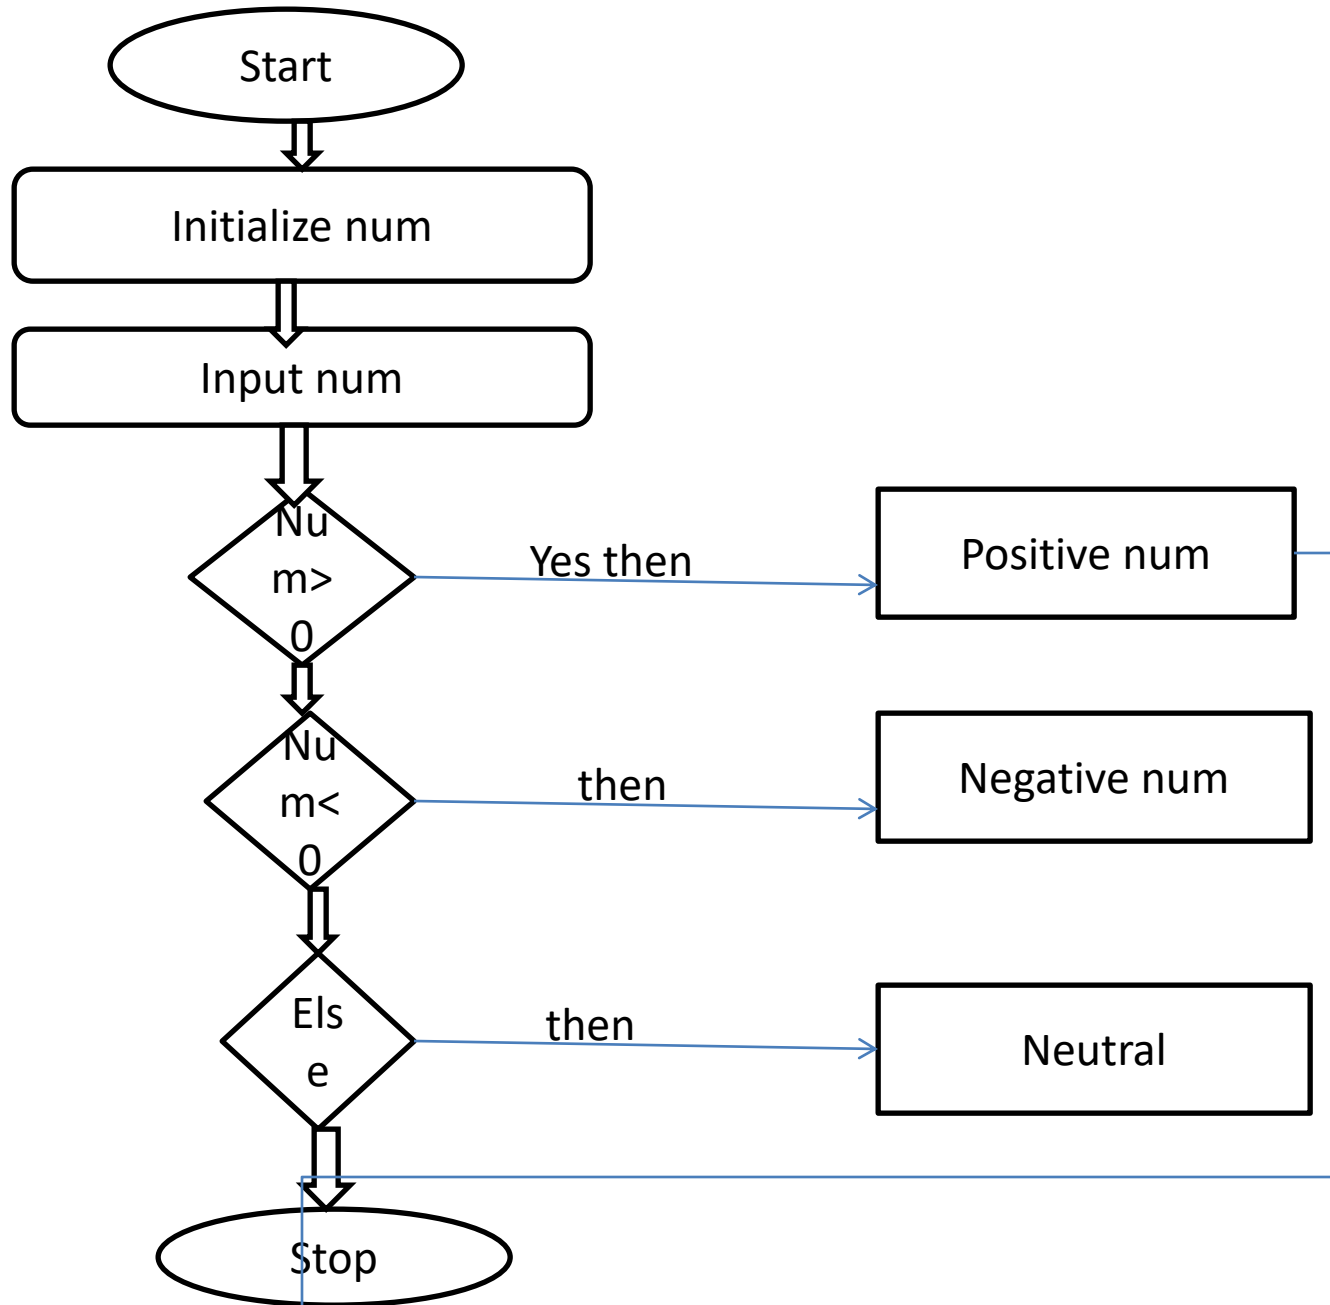 Start
Initialize num
Input num
Nu
m>
0
Yes then
Positive num
Nu
m<
0
then
Negative num
Els
e
then
Neutral
Stop